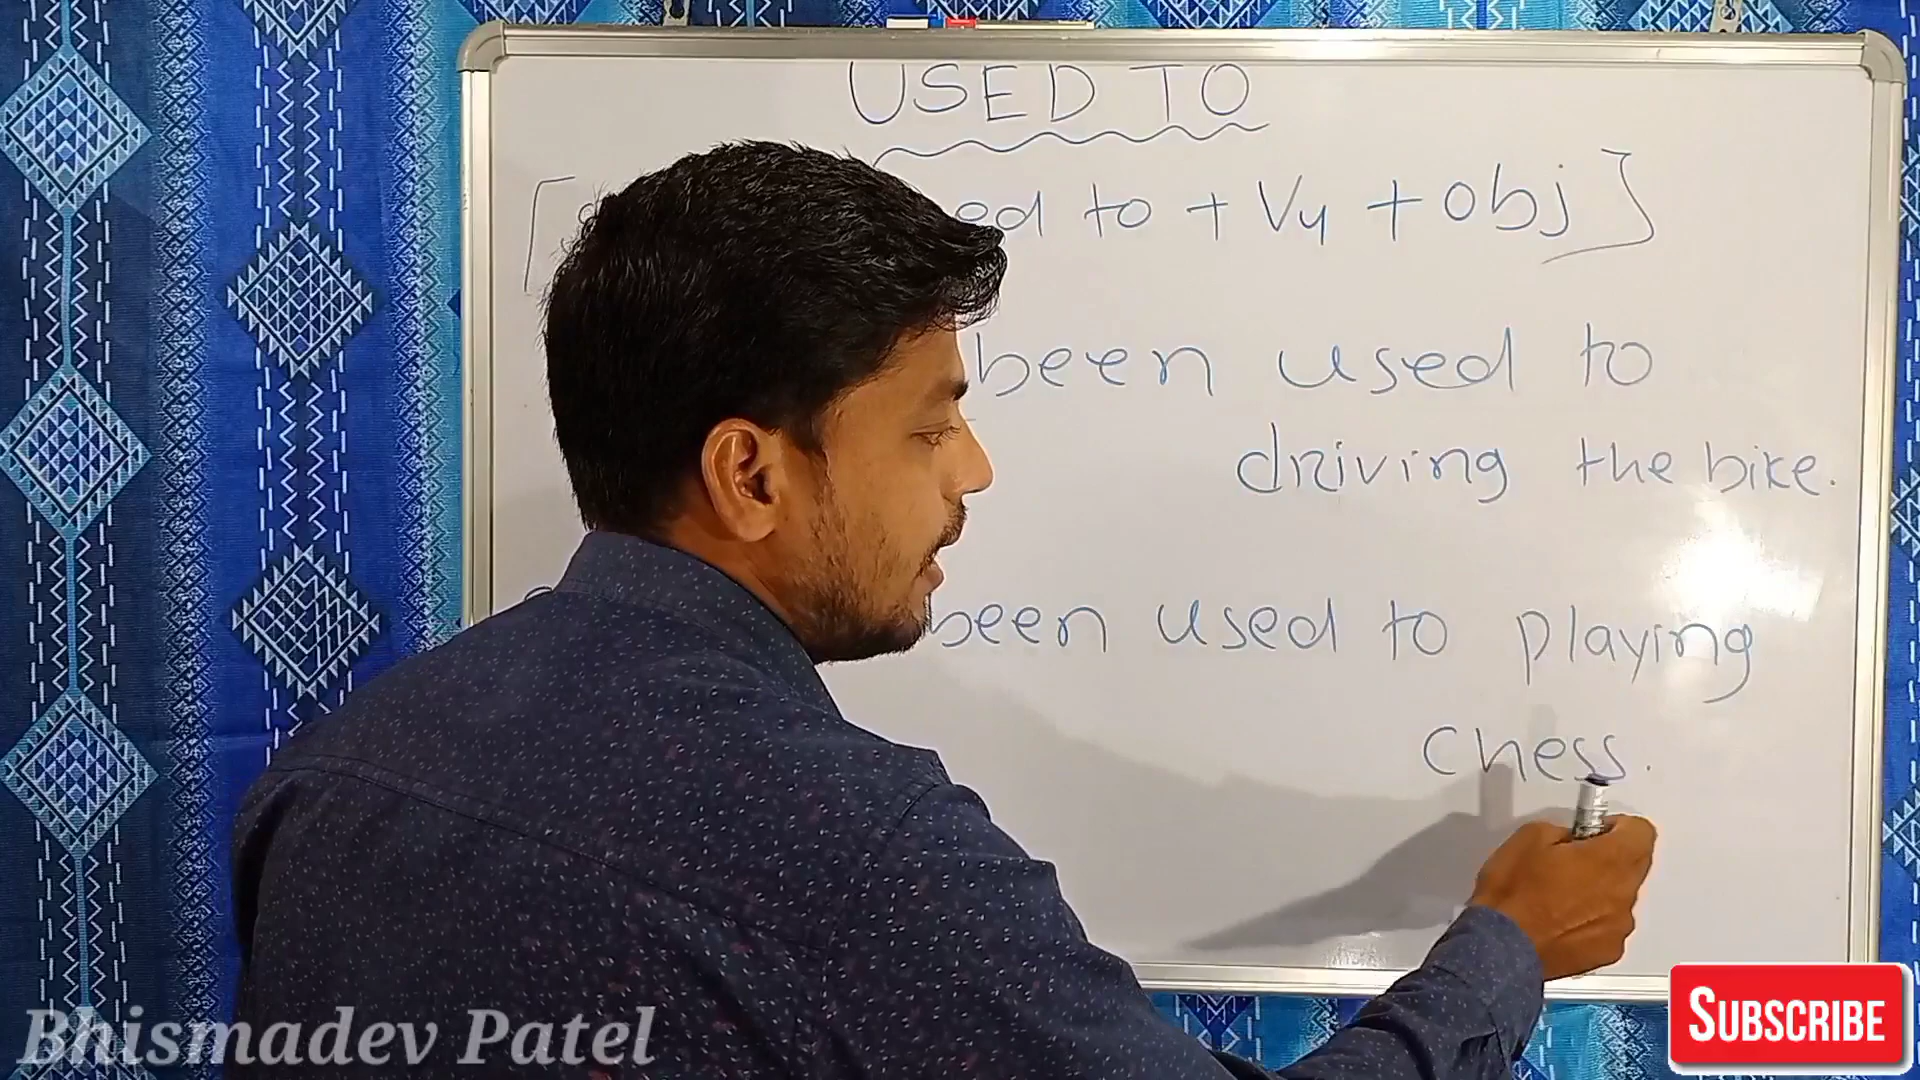 USED TO
ed to + V4 + obj ]
been used to
driving the bike.
been used to playing
chess.
Bhismadev Patel
SUBSCRIBE